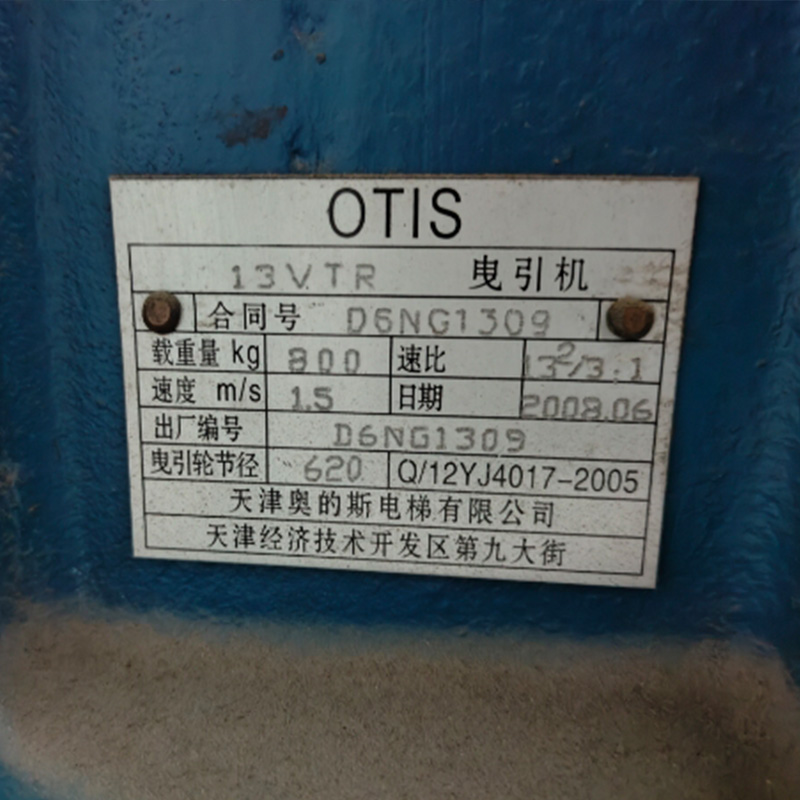 OTIS
13VTR 曳引机
合同号 D6NG1309
载重量 kg 800 速比 13 2/3:1
速度 m/s 1.5 日期 2008.06
出厂编号 D6NG1309
曳引轮节径 620 Q/12YJ4017-2005
天津奥的斯电梯有限公司
天津经济技术开发区第九大街